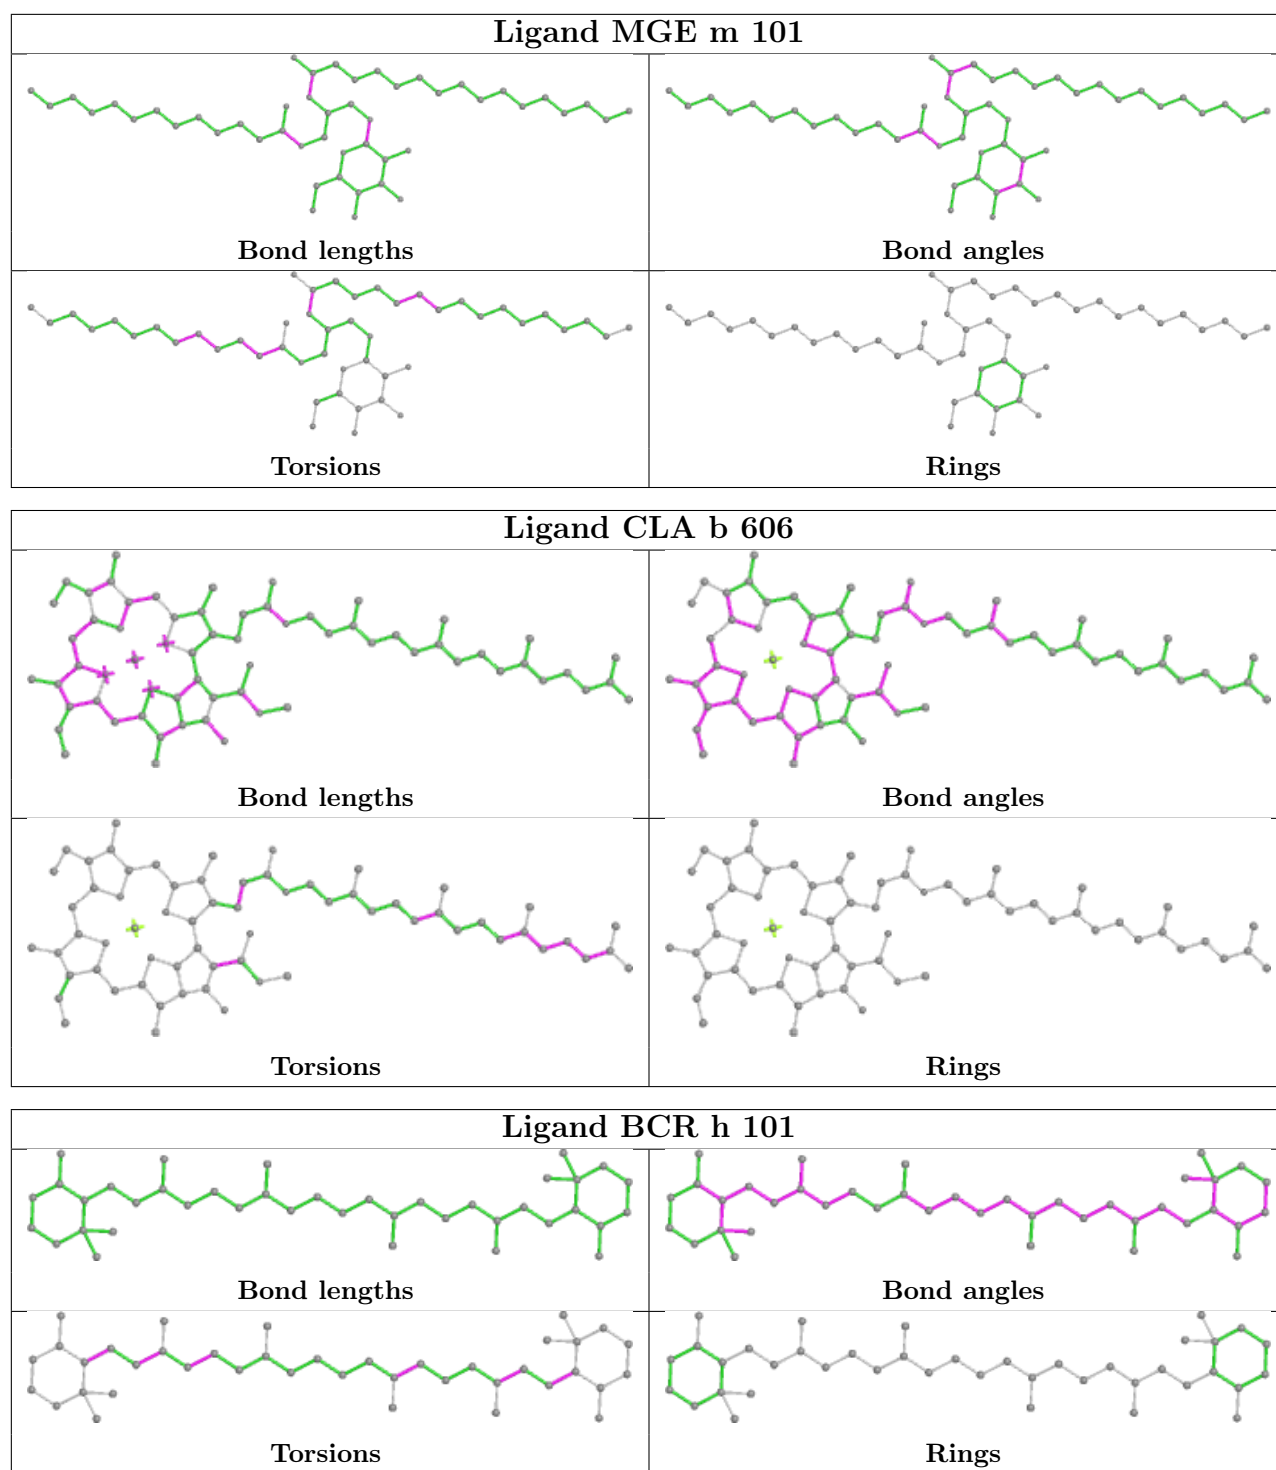 Ligand MGE m 101
Bond lengths
Bond angles
Torsions
Rings
Ligand CLA b 606
Bond lengths
Bond angles
Torsions
Rings
Ligand BCR h 101
Bond lengths
Bond angles
Torsions
Rings